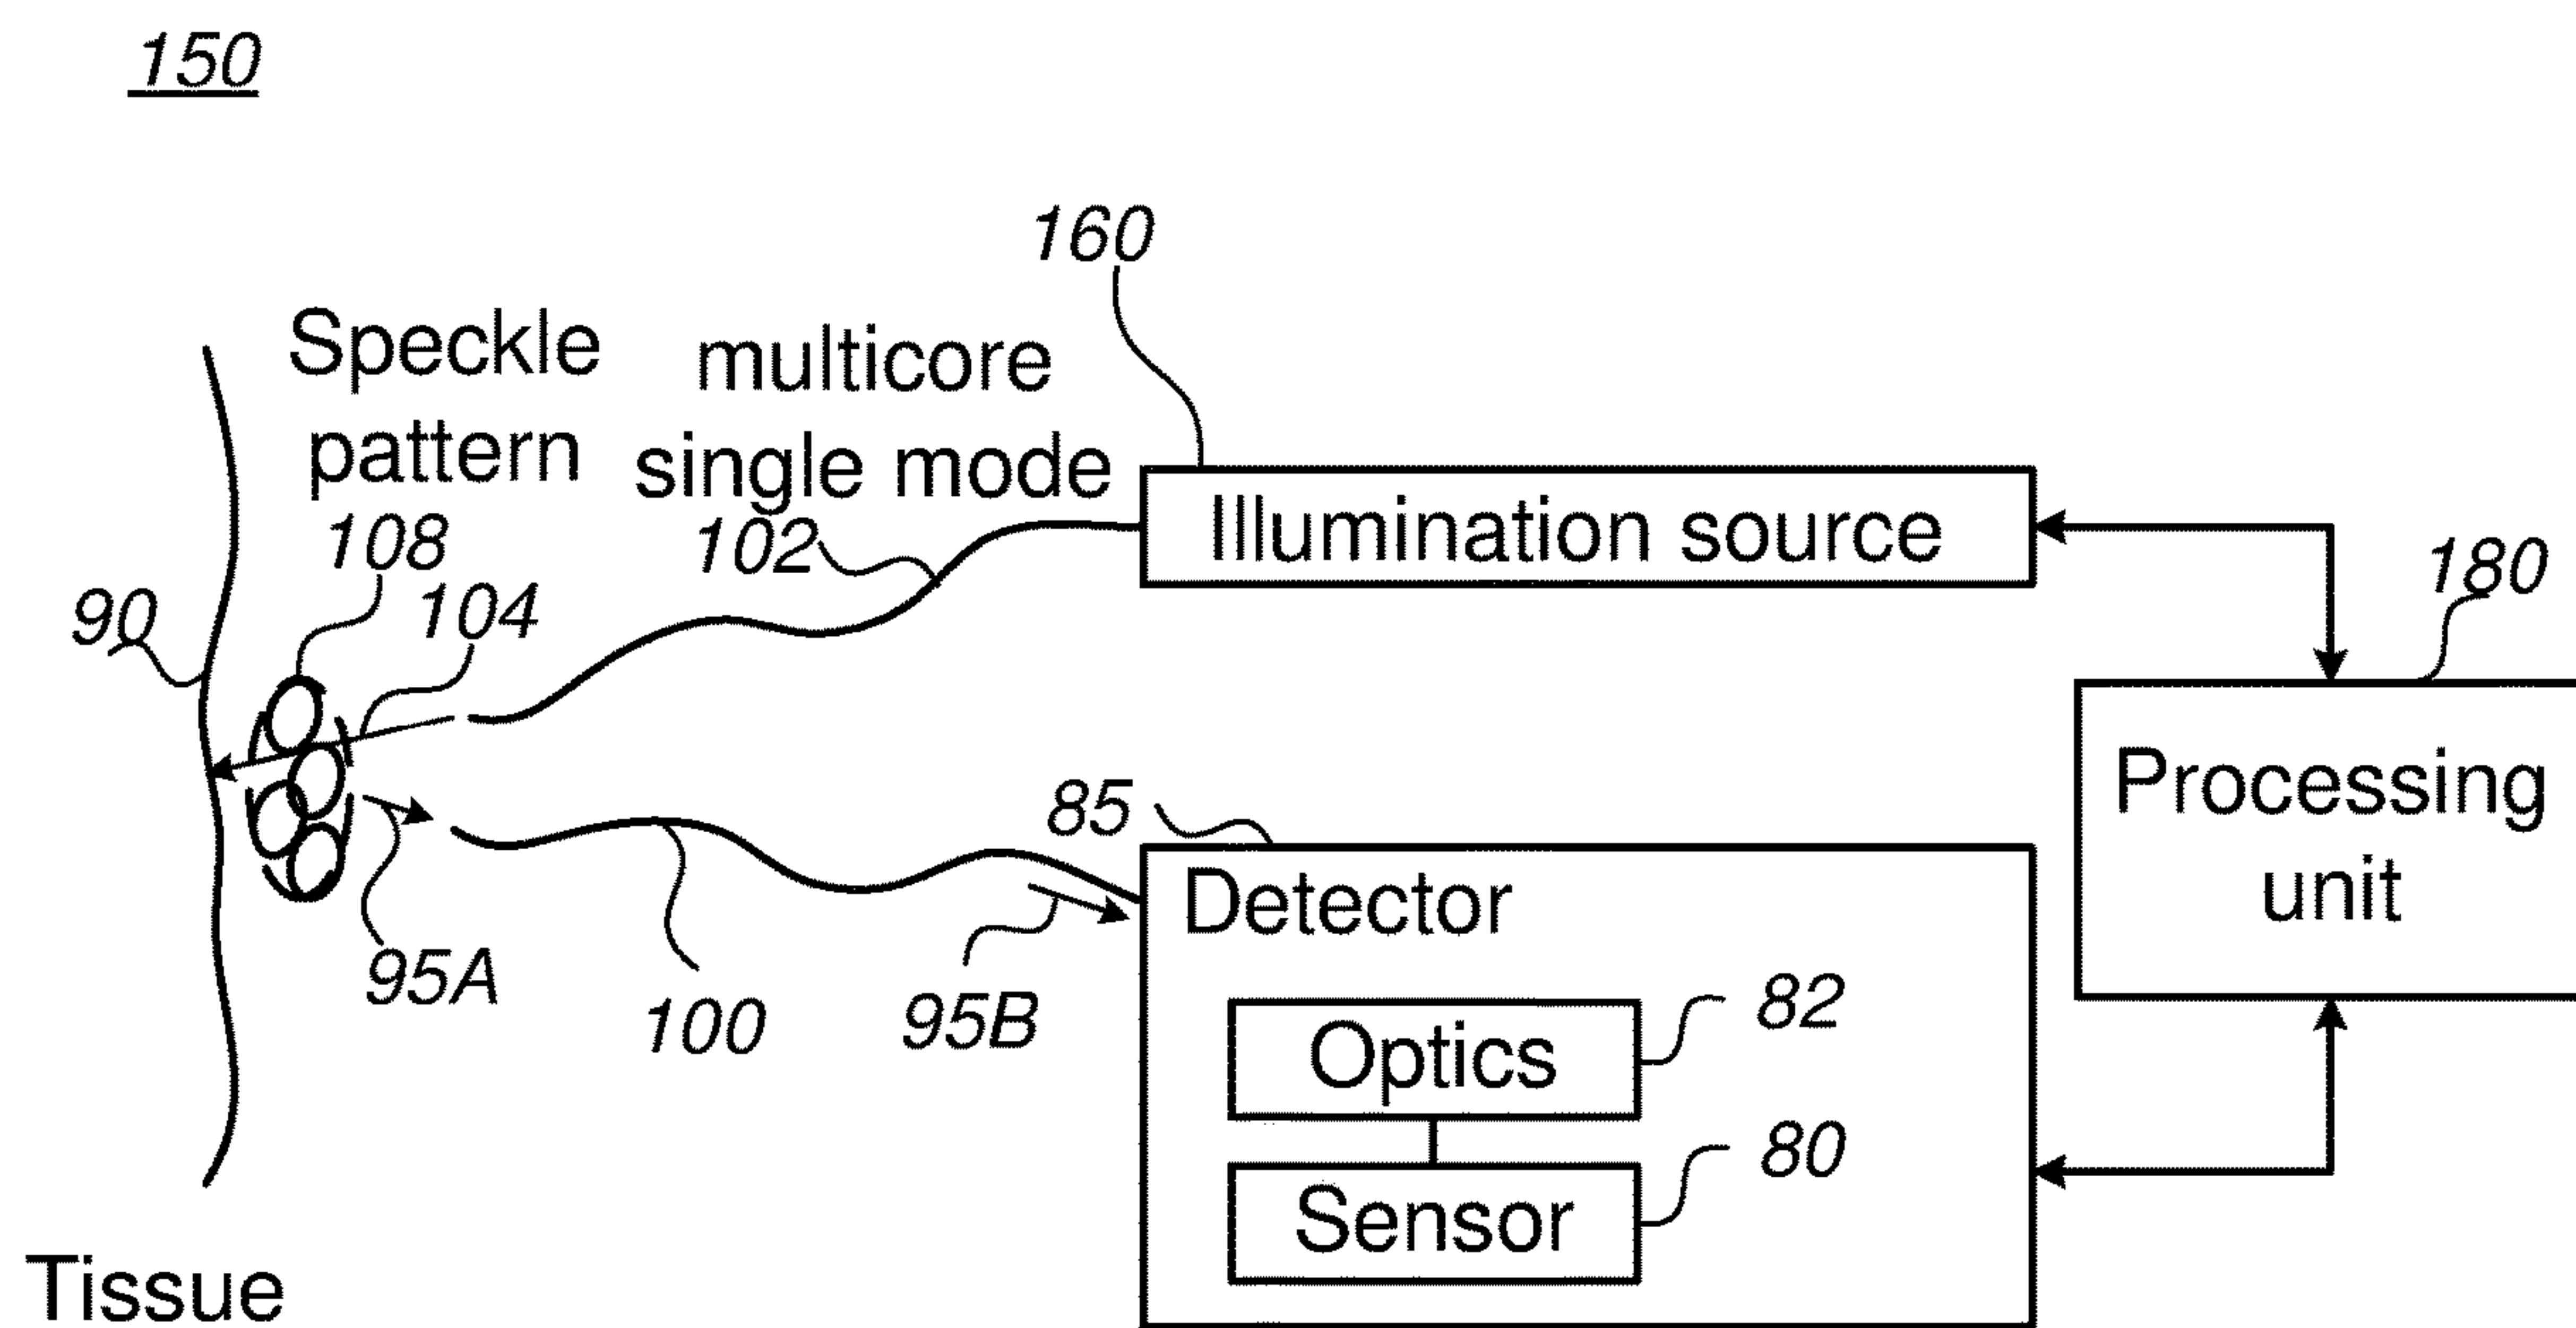 150
160
Speckle
pattern
108
multicore
single mode
102
Illumination source
180
90
104
Processing
unit
85
Detector
95A
100
95B
Optics
82
Sensor
80
Tissue